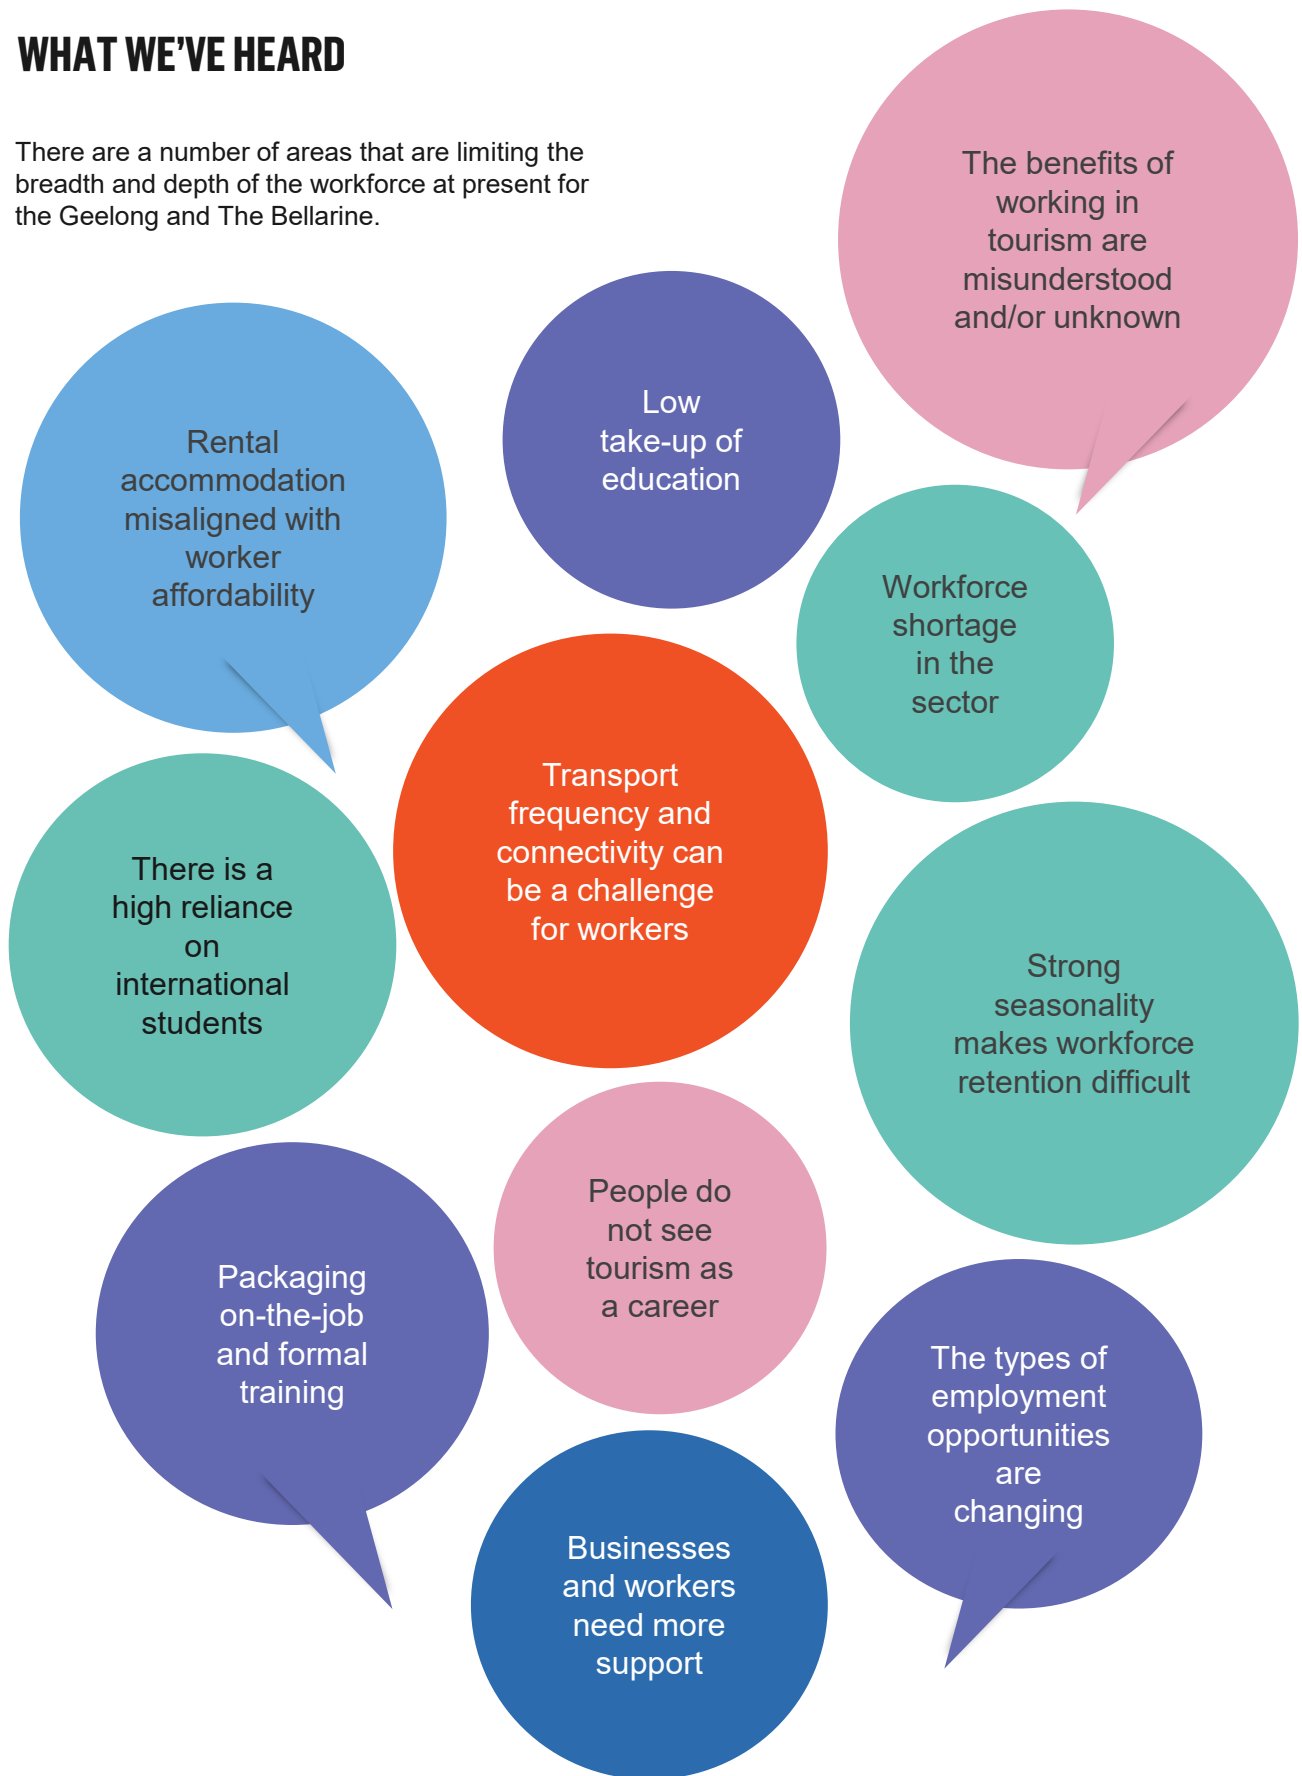 WHAT WE'VE HEARD
There are a number of areas that are limiting the
breadth and depth of the workforce at present for
the Geelong and The Bellarine.
The benefits of
working in
tourism are
misunderstood
and/or unknown
Low
take-up of
education
Rental
accommodation
misaligned with
worker
affordability
Workforce
shortage
in the
sector
Transport
frequency and
connectivity can
be a challenge
for workers
There is a
high reliance
on
international
students
Strong
seasonality
makes workforce
retention difficult
People do
not see
tourism as
a career
Packaging
on-the-job
and formal
training
The types of
employment
opportunities
are
changing
Businesses
and workers
need more
support